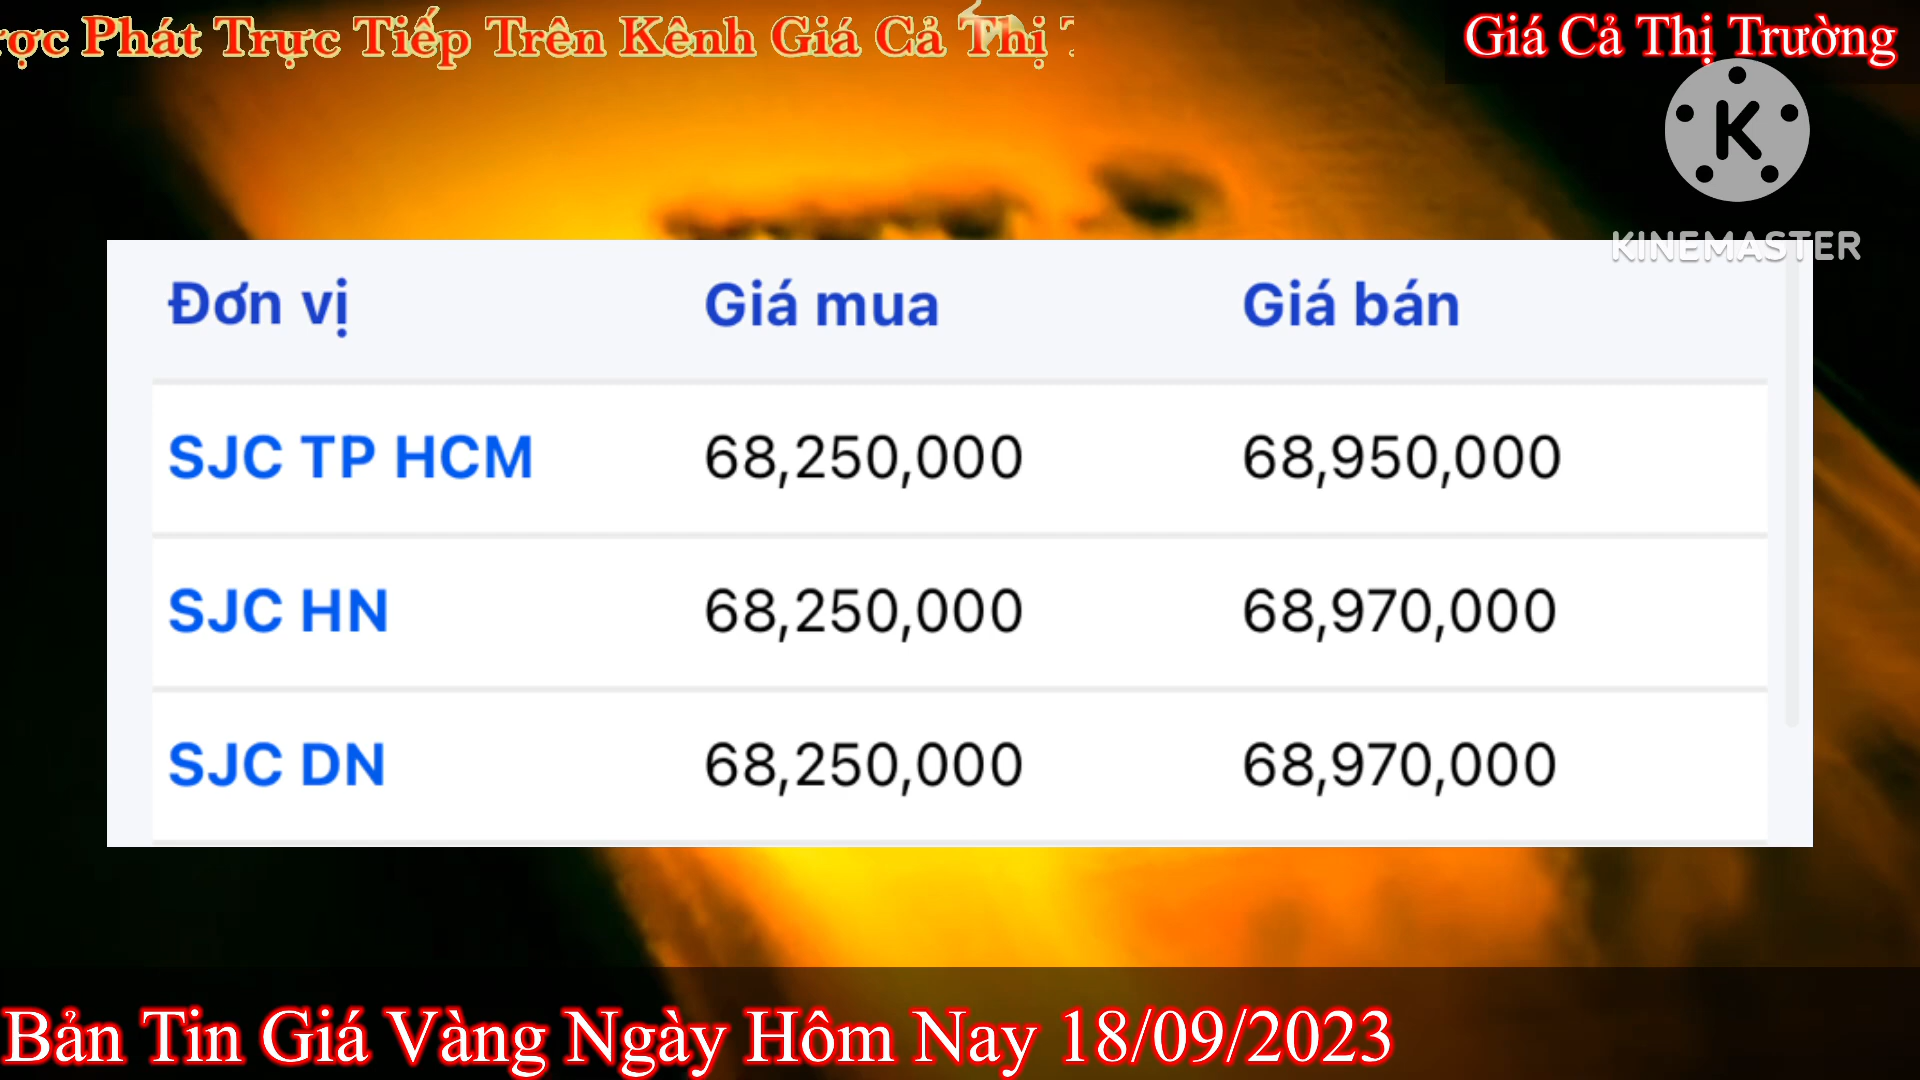 Phát Trực Tiếp Trên Kênh Giá Cả Thị
Giá Cả Thị Trường
K
KINEMASTER
Đơn vị Giá mua Giá bán
SJC TP HCM 68,250,000 68,950,000
SJC HN 68,250,000 68,970,000
SJC DN 68,250,000 68,970,000
Bản Tin Giá Vàng Ngày Hôm Nay 18/09/2023